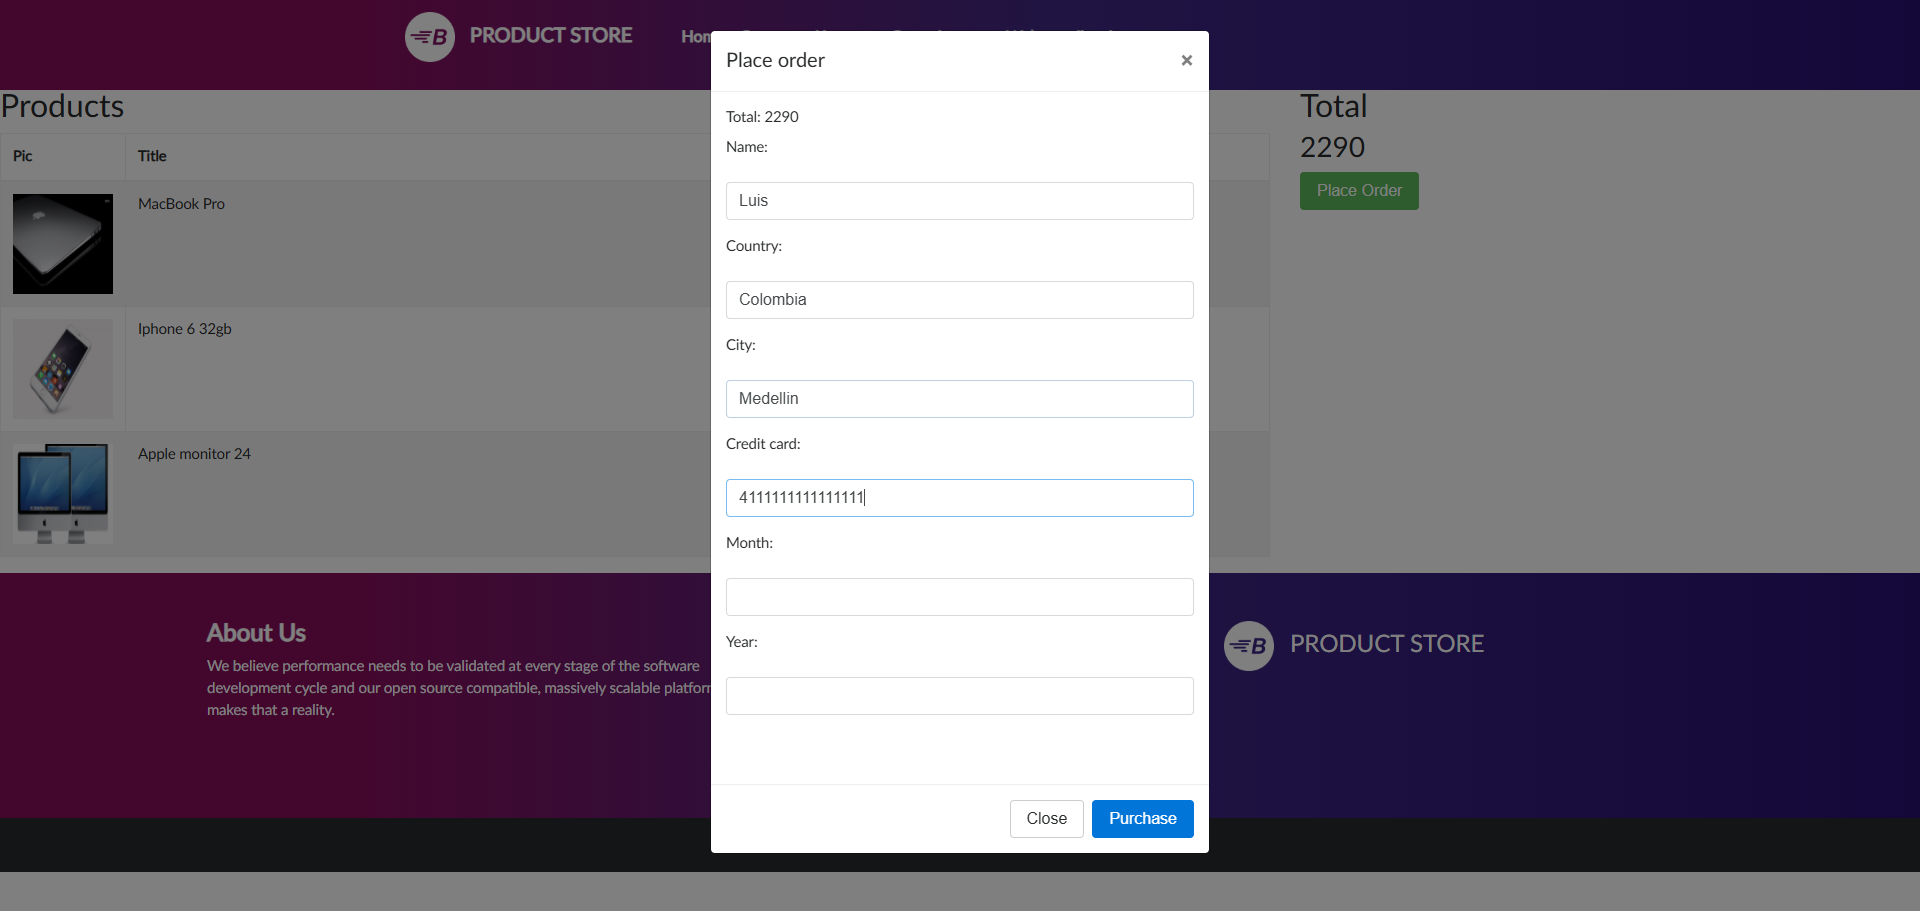 B PRODUCT STORE Hom
Place order ×
Products
Total
Total: 2290
Name:
2290
Pic Title
Place Order
Luis
MacBook Pro
Country:
Colombia
Iphone 6 32gb
City:
Medellin
Credit card:
Apple monitor 24
4111111111111111
Month:
About Us
Year:
B PRODUCT STORE
We believe performance needs to be validated at every stage of the software
development cycle and our open source compatible, massively scalable platfor
makes that a reality.
Close Purchase